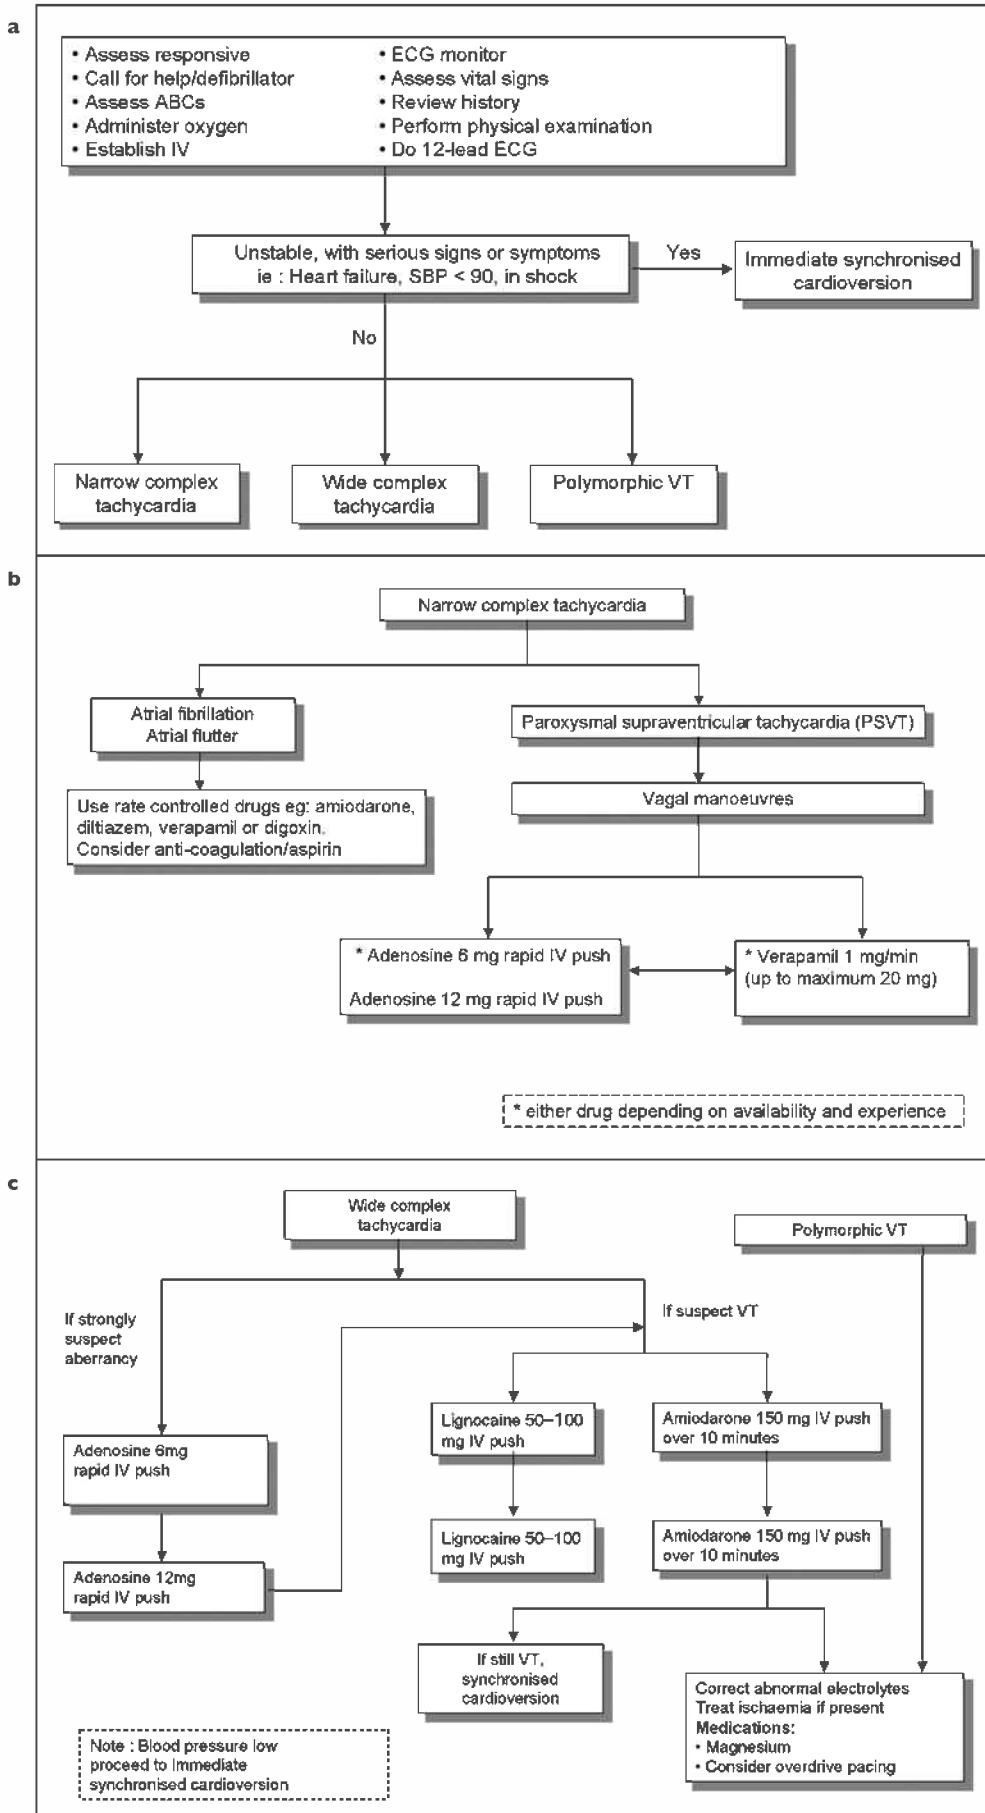 a
• Assess responsive
• Call for help/defibrillator
• Assess ABCs
• Administer oxygen
• Establish IV
• ECG monitor
• Assess vital signs
• Review history
• Perform physical examination
• Do 12-lead ECG
Unstable, with serious signs or symptoms
ie : Heart failure, SBP < 90, in shock
Yes
Immediate synchronised
cardioversion
No
Narrow complex
tachycardia
Wide complex
tachycardia
Polymorphic VT
b
Narrow complex tachycardia
Atrial fibrillation
Atrial flutter
Paroxysmal supraventricular tachycardia (PSVT)
Use rate controlled drugs eg: amiodarone,
diltiazem, verapamil or digoxin.
Consider anti-coagulation/aspirin
Vagal manoeuvres
* Adenosine 6 mg rapid IV push
Adenosine 12 mg rapid IV push
* Verapamil 1 mg/min
(up to maximum 20 mg)
* either drug depending on availability and experience
c
Wide complex
tachycardia
Polymorphic VT
If strongly
suspect
aberrancy
If suspect VT
Lignocaine 50–100
mg IV push
Amiodarone 150 mg IV push
over 10 minutes
Adenosine 6mg
rapid IV push
Lignocaine 50–100
mg IV push
Amiodarone 150 mg IV push
over 10 minutes
Adenosine 12mg
rapid IV push
If still VT,
synchronised
cardioversion
Correct abnormal electrolytes
Treat ischaemia if present
Medications:
• Magnesium
• Consider overdrive pacing
Note : Blood pressure low
proceed to Immediate
synchronised cardioversion